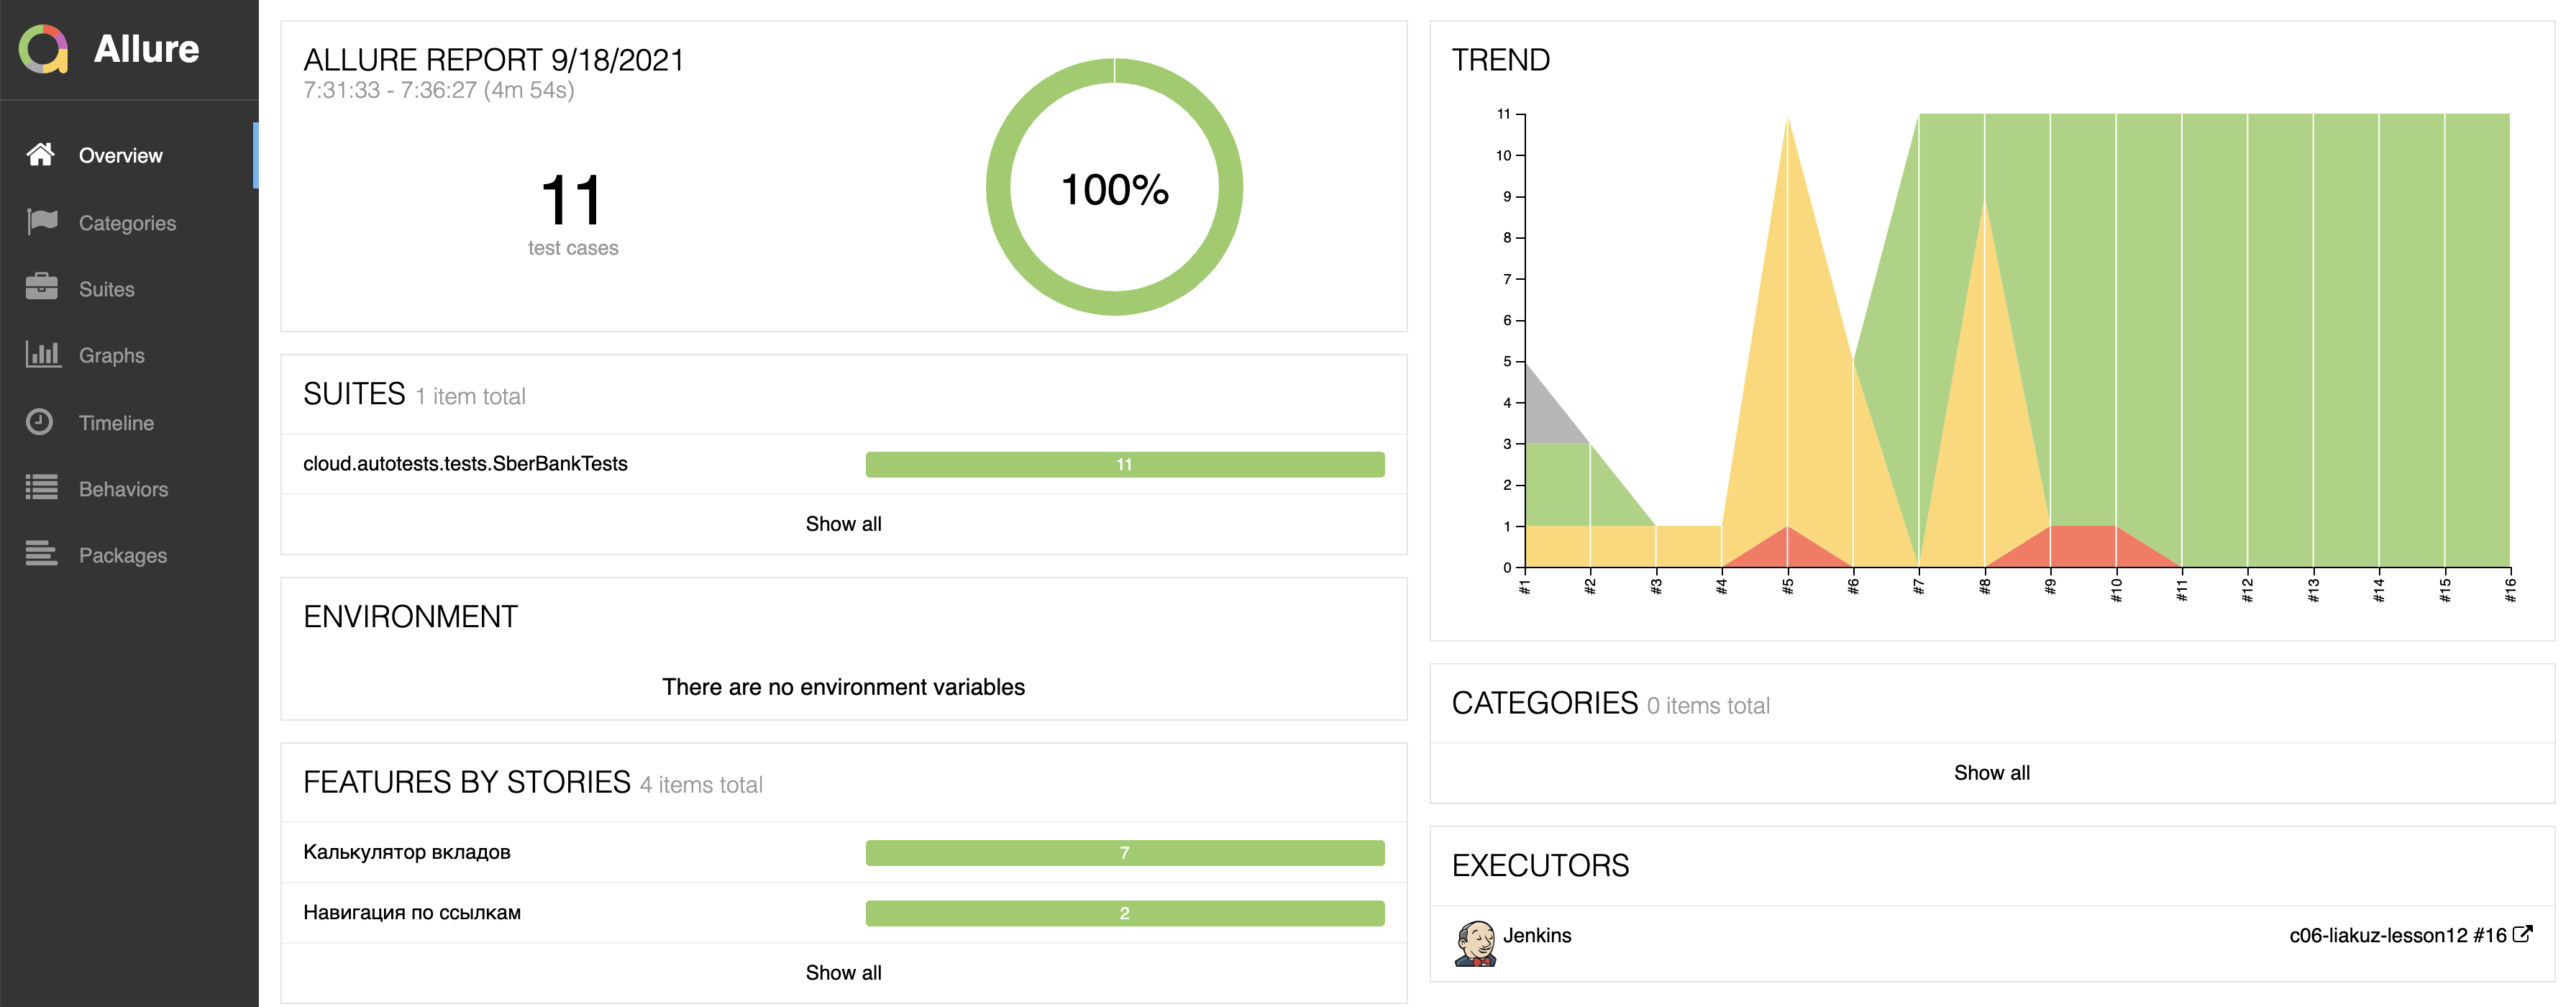 Allure
Overview
Categories
Suites
Graphs
Timeline
Behaviors
Packages
ALLURE REPORT 9/18/2021
7:31:33 - 7:36:27 (4m 54s)
11
test cases
100%
SUITES 1 item total
cloud.autotests.tests.SberBankTests 11
Show all
ENVIRONMENT
There are no environment variables
FEATURES BY STORIES 4 items total
Калькулятор вкладов 7
Навигация по ссылкам 2
Show all
TREND
11
10
9
8
7
6
5
4
3
2
1
0
#1 #2 #3 #4 #5 #6 #7 #8 #9 #10 #11 #12 #13 #14 #15 #16
CATEGORIES 0 items total
Show all
EXECUTORS
Jenkins c06-liakuz-lesson12 #16